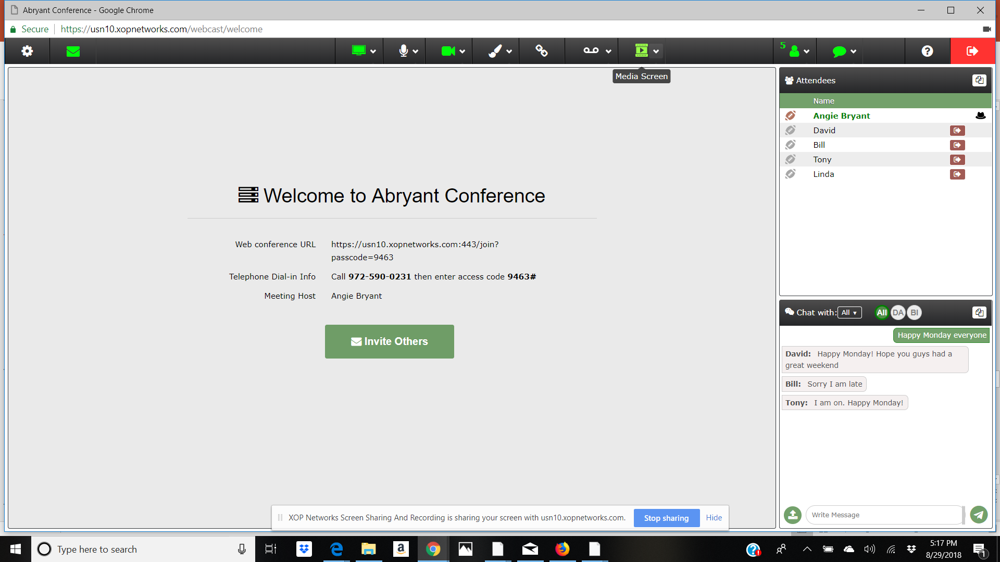 Abryant Conference - Google Chrome
Secure
https://usn10.xopnetworks.com/webcast/welcome
5
Media Screen
Welcome to Abryant Conference
Web conference URL
https://usn10.xopnetworks.com:443/join?
passcode=9463
Telephone Dial-in Info
Call 972-590-0231 then enter access code 9463#
Meeting Host
Angie Bryant
Invite Others
Attendees
Name
Angie Bryant
David
Bill
Tony
Linda
Chat with: All ▾
All DA BI
Happy Monday everyone
David: Happy Monday! Hope you guys had a
great weekend
Bill: Sorry I am late
Tony: I am on. Happy Monday!
Write Message
XOP Networks Screen Sharing And Recording is sharing your screen with usn10.xopnetworks.com.
Stop sharing
Hide
Type here to search
5:17 PM
8/29/2018
1